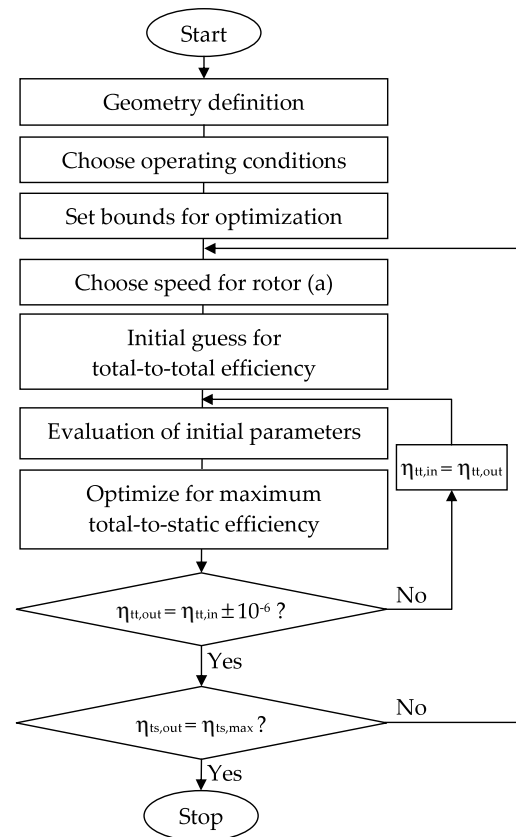 Start
Geometry definition
Choose operating conditions
Set bounds for optimization
Choose speed for rotor (a)
Initial guess for
total-to-total efficiency
Evaluation of initial parameters
ηtt,in = ηtt,out
Optimize for maximum
total-to-static efficiency
ηtt,out = ηtt,in ± 10⁻⁶ ?
No
Yes
ηts,out = ηts,max ?
No
Yes
Stop